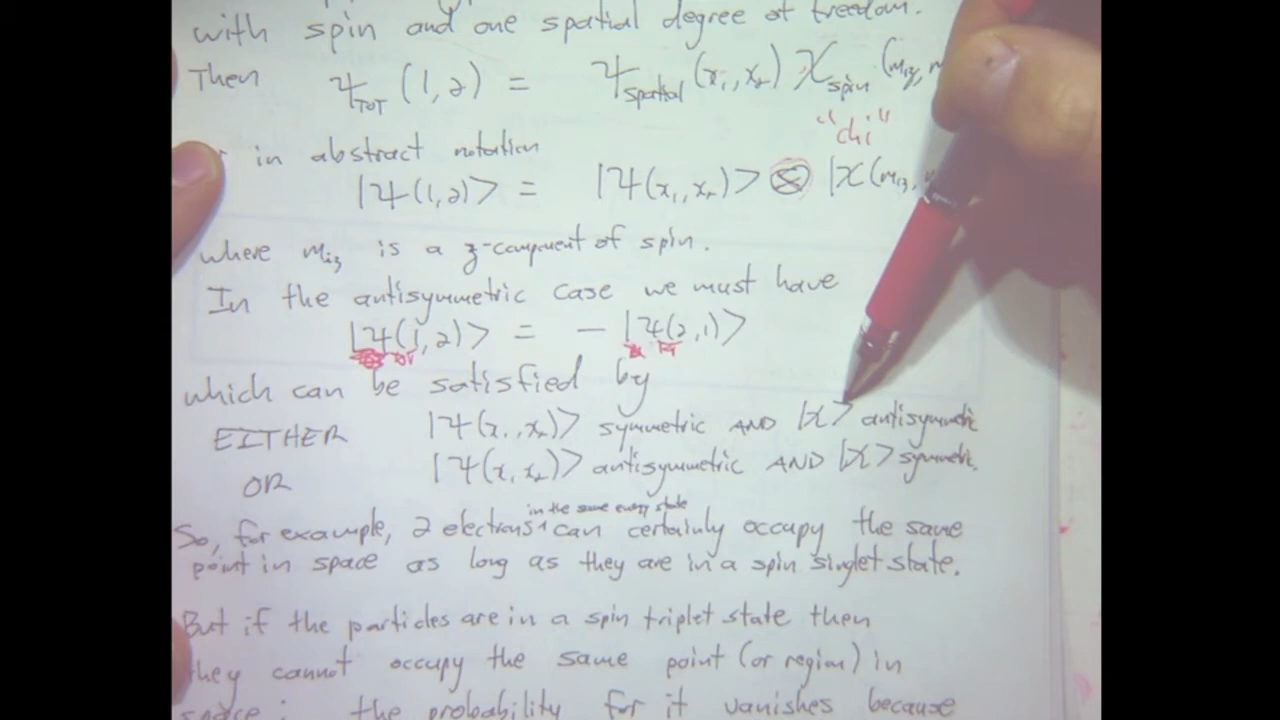 with spin and one spatial degree of freedom.
Then Ψ_TOT (1,2) = Ψ_spatial (x₁,x₂) χ_spin (m₁z,
"chi"
in abstract notation
|Ψ(1,2)> = |Ψ(x₁,x₂)> ⊗ |χ(m₁z,
where m_iz is a z-component of spin.
In the antisymmetric case we must have
|Ψ(1,2)> = - |Ψ(2,1)>
which can be satisfied by
EITHER |Ψ(x₁,x₂)> symmetric AND |χ> antisymmetric
OR |Ψ(x₁,x₂)> antisymmetric AND |χ> symmetric.
in the same energy state
So, for example, 2 electrons ^ can certainly occupy the same
point in space as long as they are in a spin singlet state.
But if the particles are in a spin triplet state then
they cannot occupy the same point (or region) in
space: the probability for it vanishes because